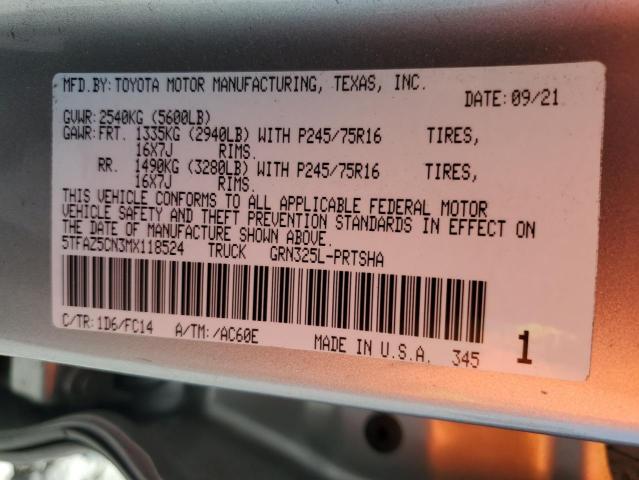 MFD.BY:TOYOTA MOTOR MANUFACTURING, TEXAS, INC.
DATE:09/21
GVWR:2540KG (5600LB)
GAWR:FRT. 1335KG (2940LB) WITH P245/75R16 TIRES,
16X7J RIMS.
RR. 1490KG (3280LB) WITH P245/75R16 TIRES,
16X7J RIMS.
THIS VEHICLE CONFORMS TO ALL APPLICABLE FEDERAL MOTOR
VEHICLE SAFETY AND THEFT PREVENTION STANDARDS IN EFFECT ON
THE DATE OF MANUFACTURE SHOWN ABOVE.
5TFAZ5CN3MX118524 TRUCK GRN325L-PRTSHA
C/TR:1D6/FC14 A/TM:/AC60E MADE IN U.S.A. 345 1